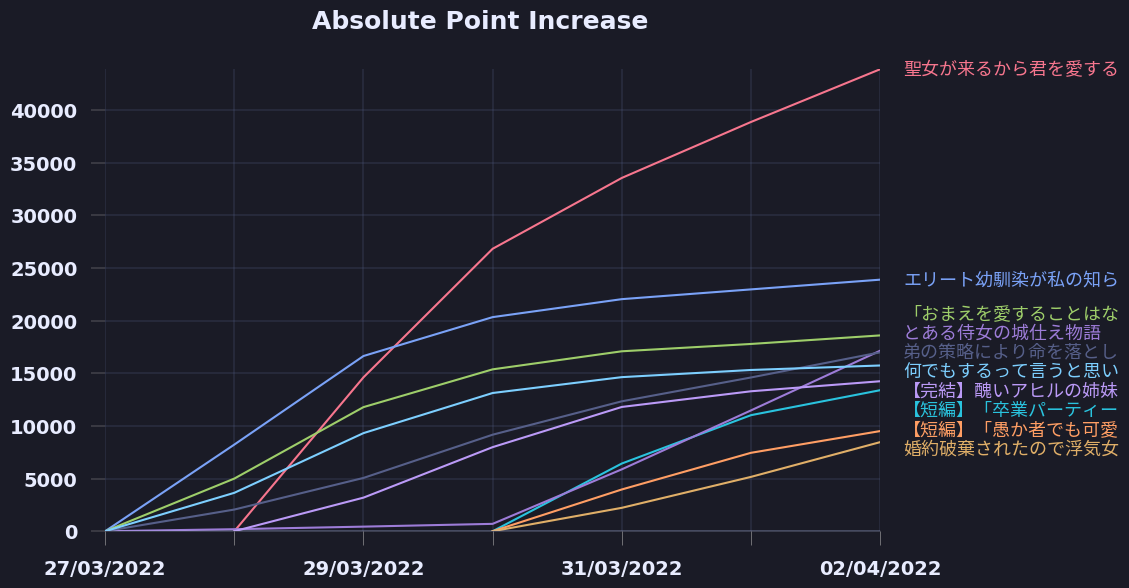 Absolute Point Increase
聖女が来るから君を愛する
40000
35000
30000
25000
エリート幼馴染が私の知ら
「おまえを愛することはな
20000
とある侍女の城仕え物語
弟の策略により命を落とし
15000
何でもするって言うと思い
【完結】醜いアヒルの姉妹
【短編】「卒業パーティー
10000
【短編】「愚か者でも可愛
婚約破棄されたので浮気女
5000
0
27/03/2022
29/03/2022
31/03/2022
02/04/2022